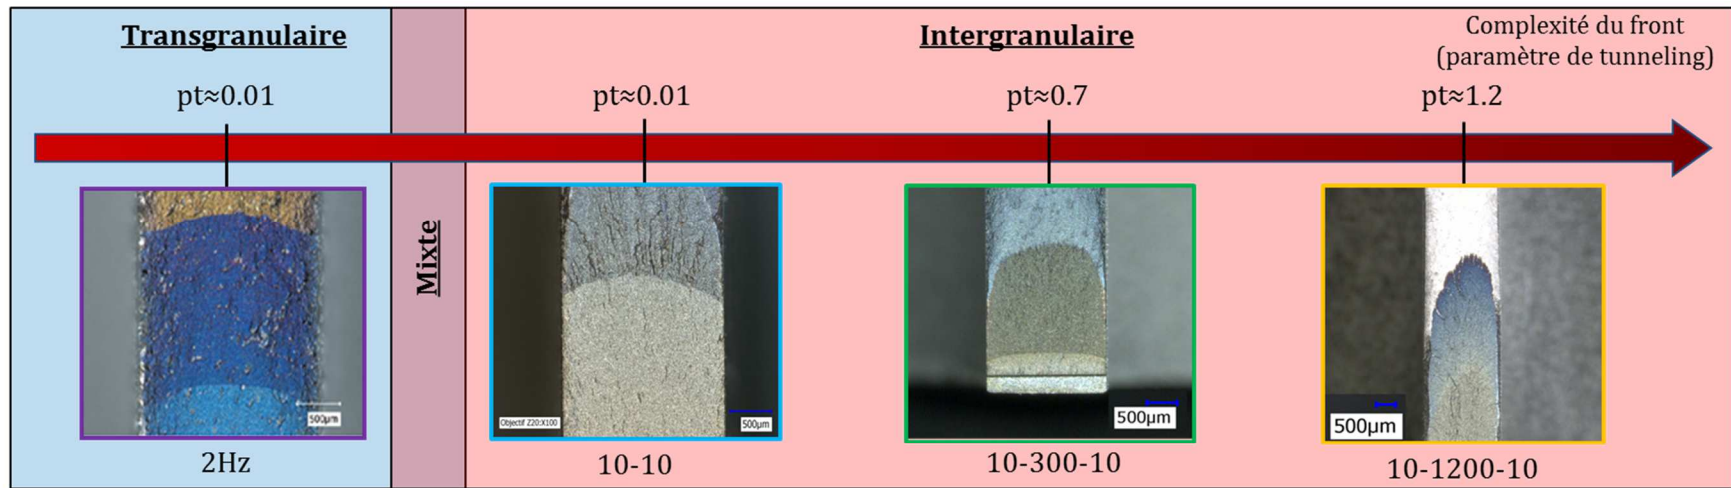 Transgranulaire
Intergranulaire
Complexité du front
(paramètre de tunneling)
pt≈0.01
pt≈0.01
pt≈0.7
pt≈1.2
Mixte
500µm
Objectif Z20:X100
500µm
500µm
500µm
2Hz
10-10
10-300-10
10-1200-10